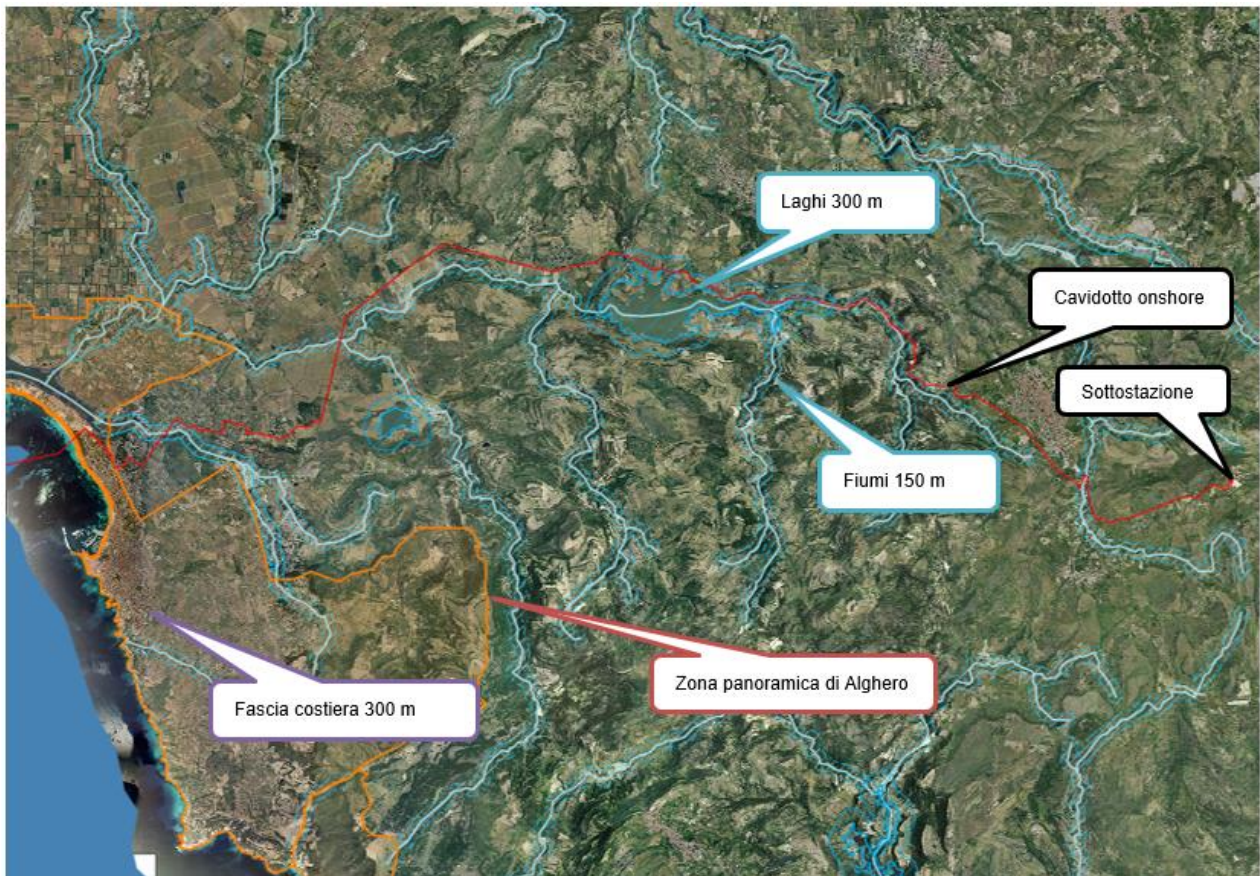 Laghi 300 m
Cavidotto onshore
Sottostazione
Fiumi 150 m
Zona panoramica di Alghero
Fascia costiera 300 m